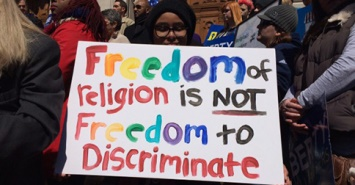 Freedom of
religion is NOT
Freedom to
Discriminate